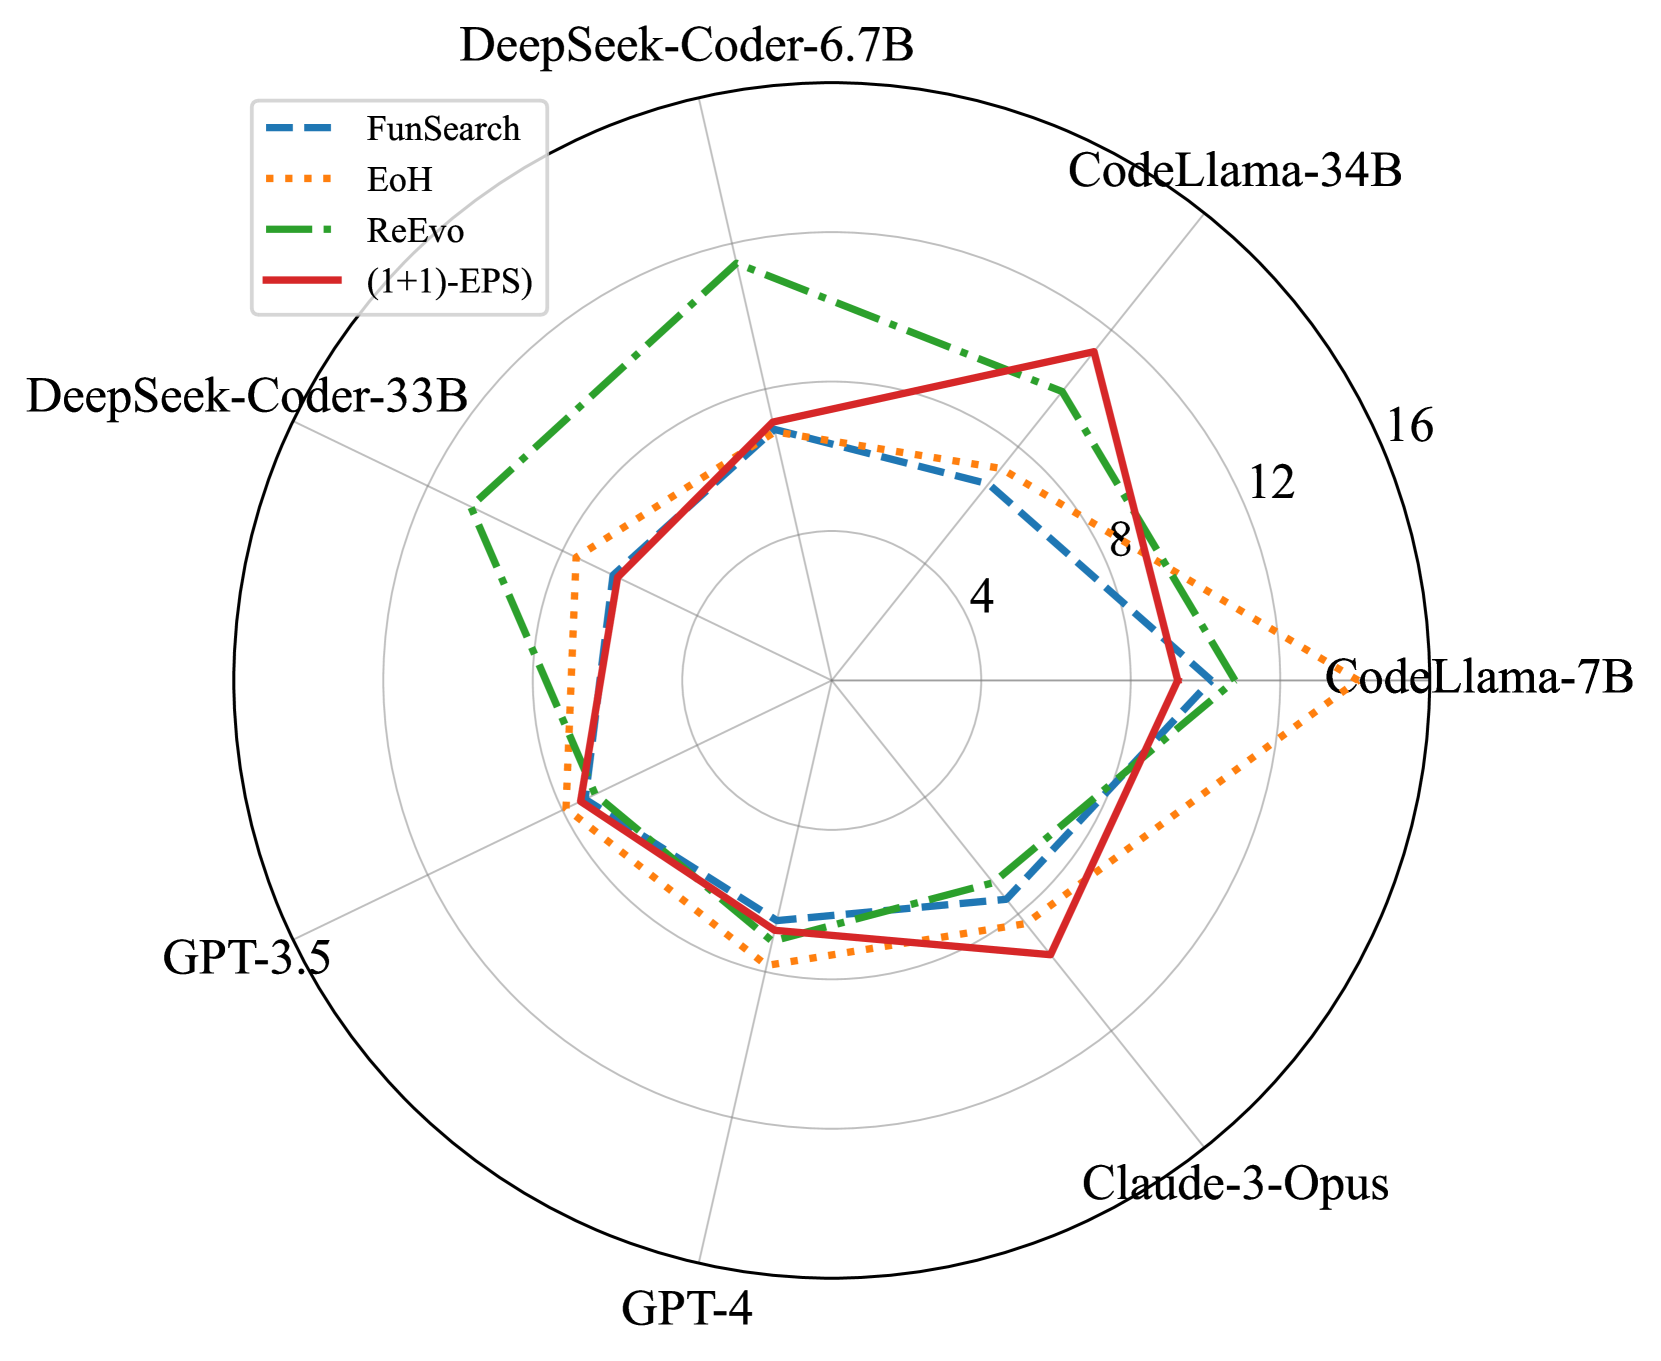 DeepSeek-Coder-6.7B
FunSearch
EoH
ReEvo
(1+1)-EPS)
CodeLlama-34B
DeepSeek-Coder-33B
16
12
8
4
CodeLlama-7B
GPT-3.5
Claude-3-Opus
GPT-4